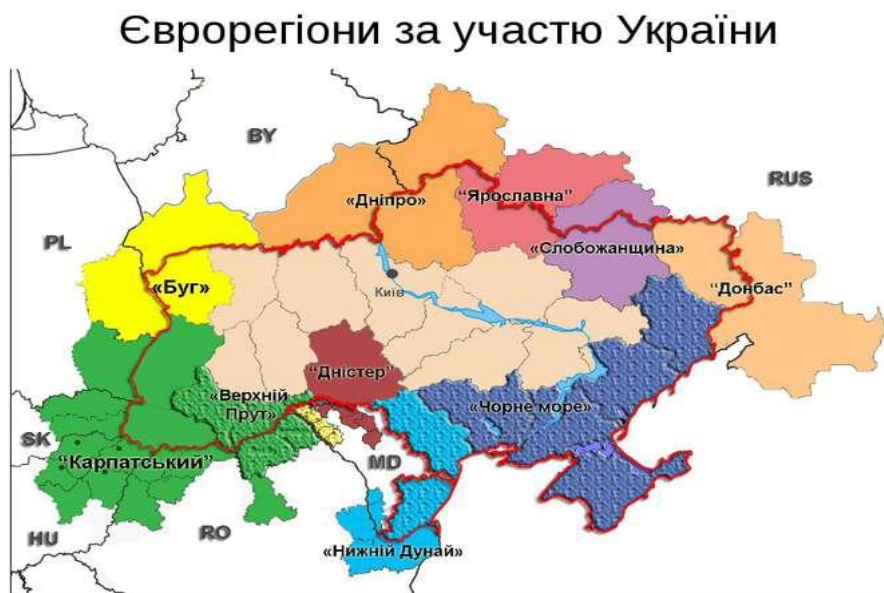 Єврорегіони за участю України
BY
RUS
PL
«Дніпро»
“Ярославна”
«Слобожанщина»
«Буг»
Київ
“Донбас”
“Дністер”
«Верхній
Прут»
«Чорне море»
SK
“Карпатський”
MD
HU
RO
«Нижній Дунай»